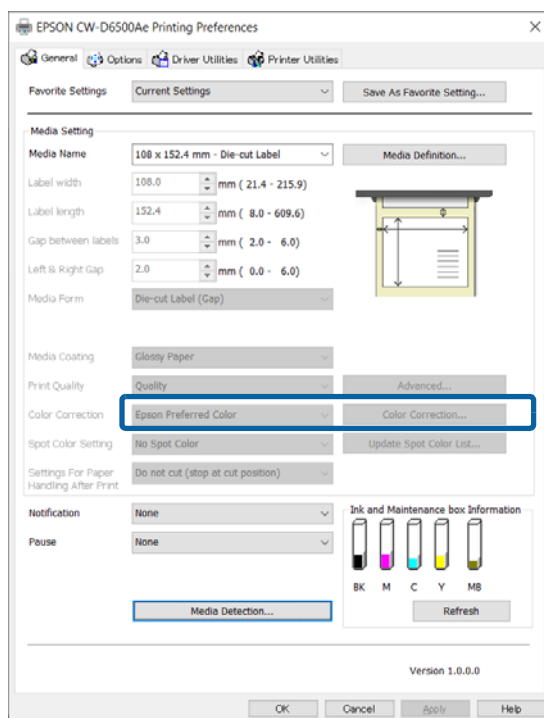 EPSON CW-D6500Ae Printing Preferences
General Options Driver Utilities Printer Utilities
Favorite Settings Current Settings Save As Favorite Setting...
Media Setting
Media Name 108 x 152.4 mm - Die-cut Label Media Definition...
Label width 108.0 mm ( 21.4 - 215.9)
Label length 152.4 mm ( 8.0 - 609.6)
Gap between labels 3.0 mm ( 2.0 - 6.0)
Left & Right Gap 2.0 mm ( 0.0 - 6.0)
Media Form Die-cut Label (Gap)
Media Coating Glossy Paper
Print Quality Quality Advanced...
Color Correction Epson Preferred Color Color Correction...
Spot Color Setting No Spot Color Update Spot Color List...
Settings For Paper Do not cut (stop at cut position)
Handling After Print
Notification None Ink and Maintenance box Information
Pause None
BK M C Y MB
Media Detection... Refresh
Version 1.0.0.0
OK Cancel Apply Help